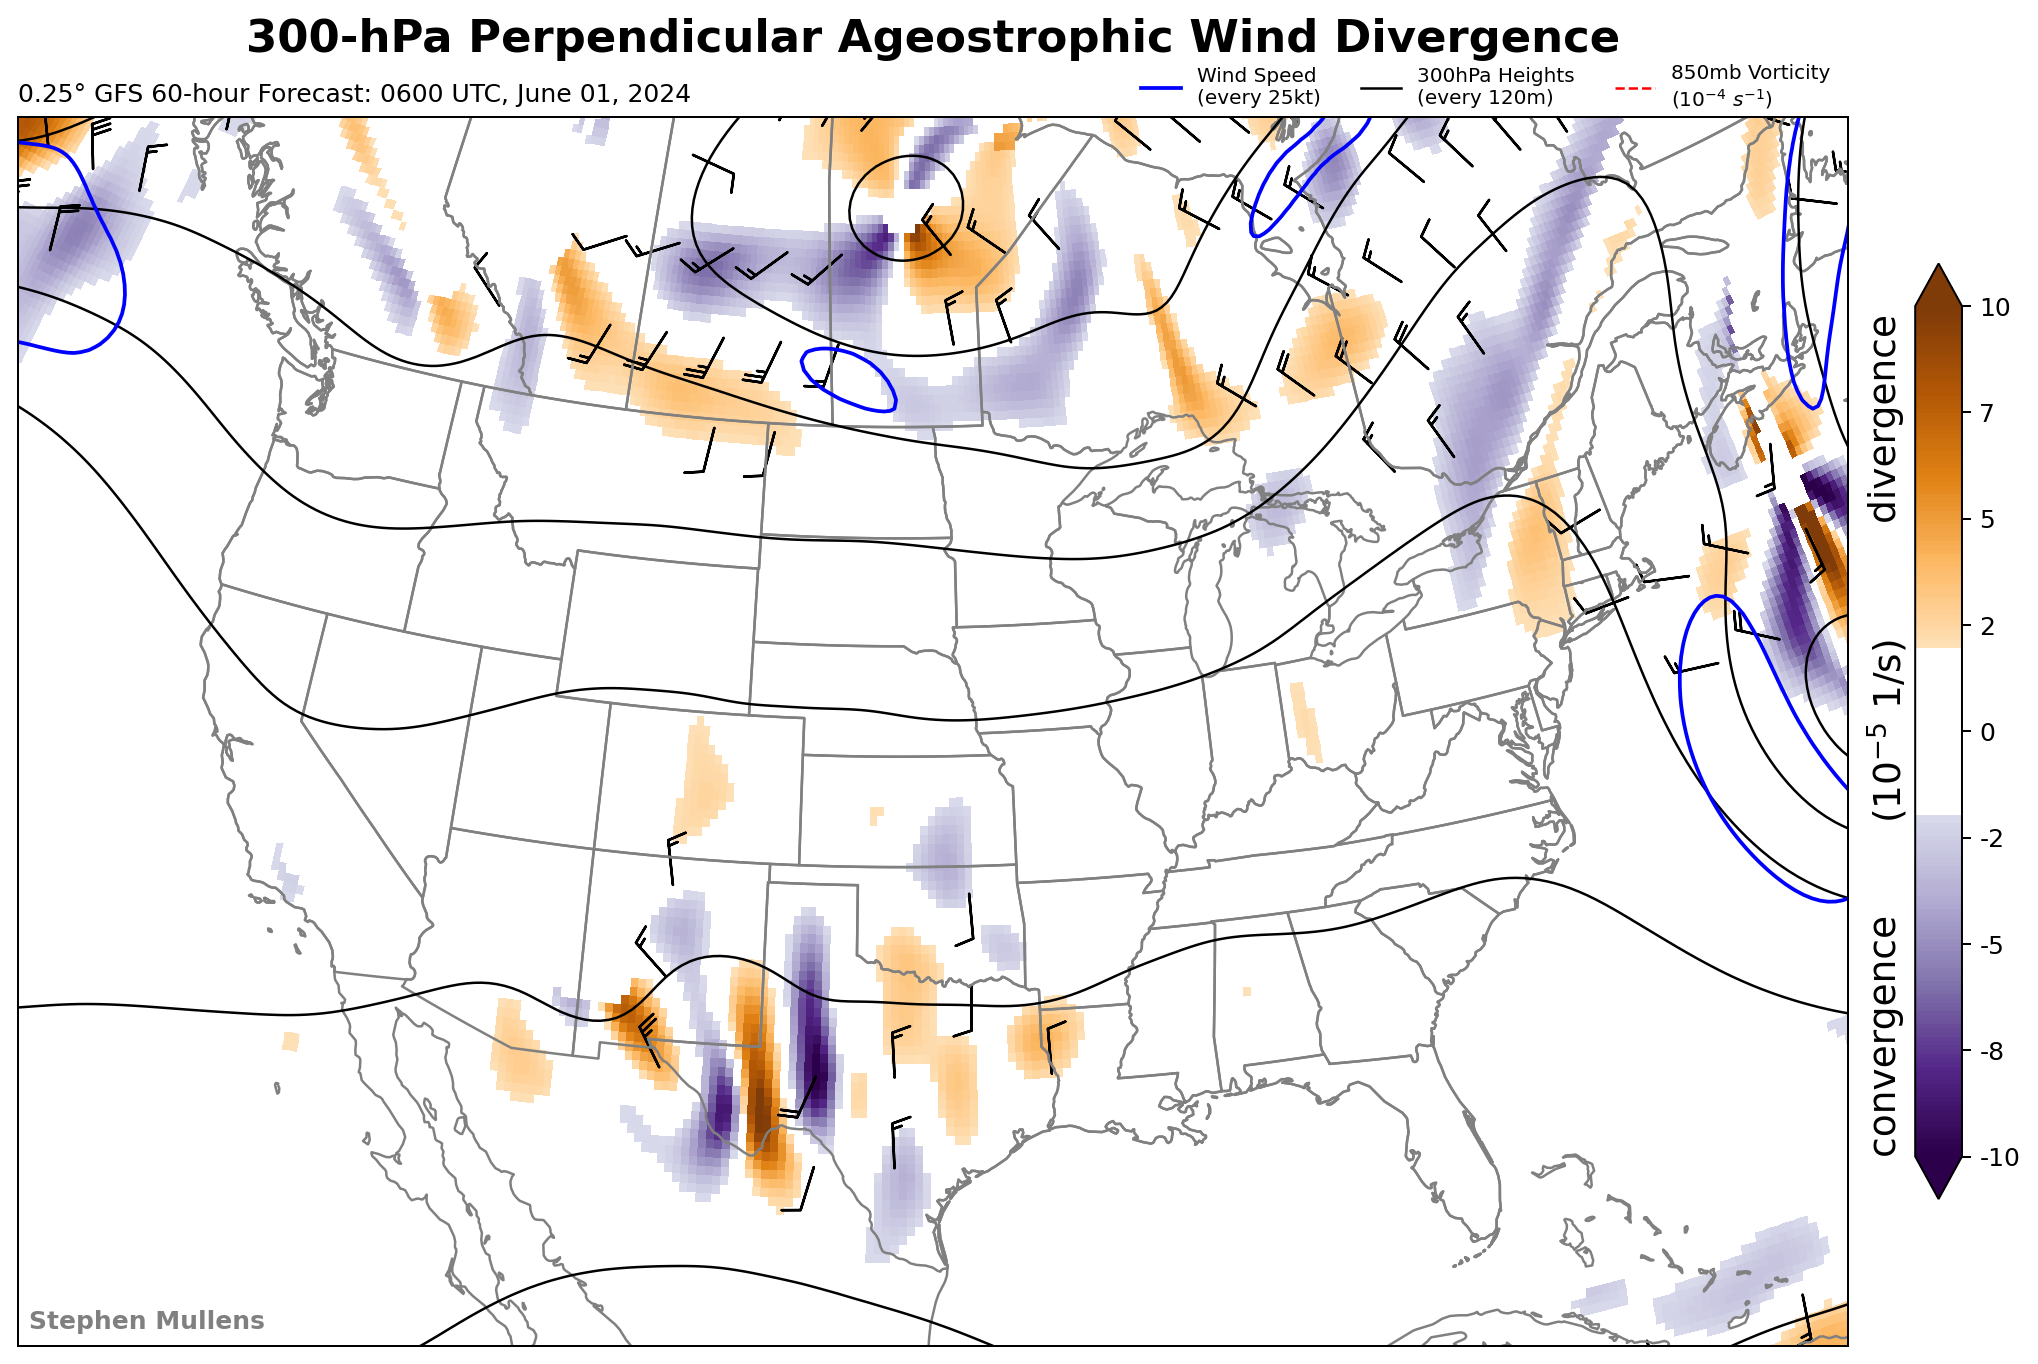 300-hPa Perpendicular Ageostrophic Wind Divergence
0.25° GFS 60-hour Forecast: 0600 UTC, June 01, 2024
Wind Speed
(every 25kt)
300hPa Heights
(every 120m)
850mb Vorticity
(10⁻⁴ s⁻¹)
10
7
5
2
0
-2
-5
-8
-10
convergence (10⁻⁵ 1/s) divergence
Stephen Mullens